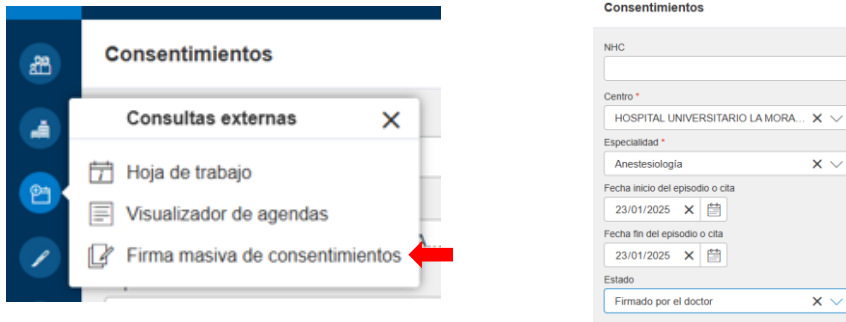 Consentimientos
Consultas externas
Hoja de trabajo
Visualizador de agendas
Firma masiva de consentimientos
Consentimientos
NHC
Centro *
HOSPITAL UNIVERSITARIO LA MORA...
Especialidad *
Anestesiología
Fecha inicio del episodio o cita
23/01/2025
Fecha fin del episodio o cita
23/01/2025
Estado
Firmado por el doctor